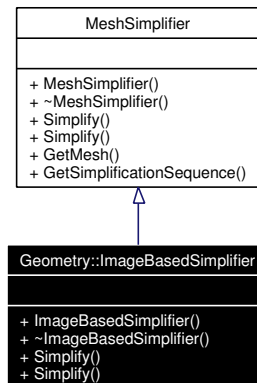 MeshSimplifier
+ MeshSimplifier()
+ ~MeshSimplifier()
+ Simplify()
+ Simplify()
+ GetMesh()
+ GetSimplificationSequence()
Geometry::ImageBasedSimplifier
+ ImageBasedSimplifier()
+ ~ImageBasedSimplifier()
+ Simplify()
+ Simplify()